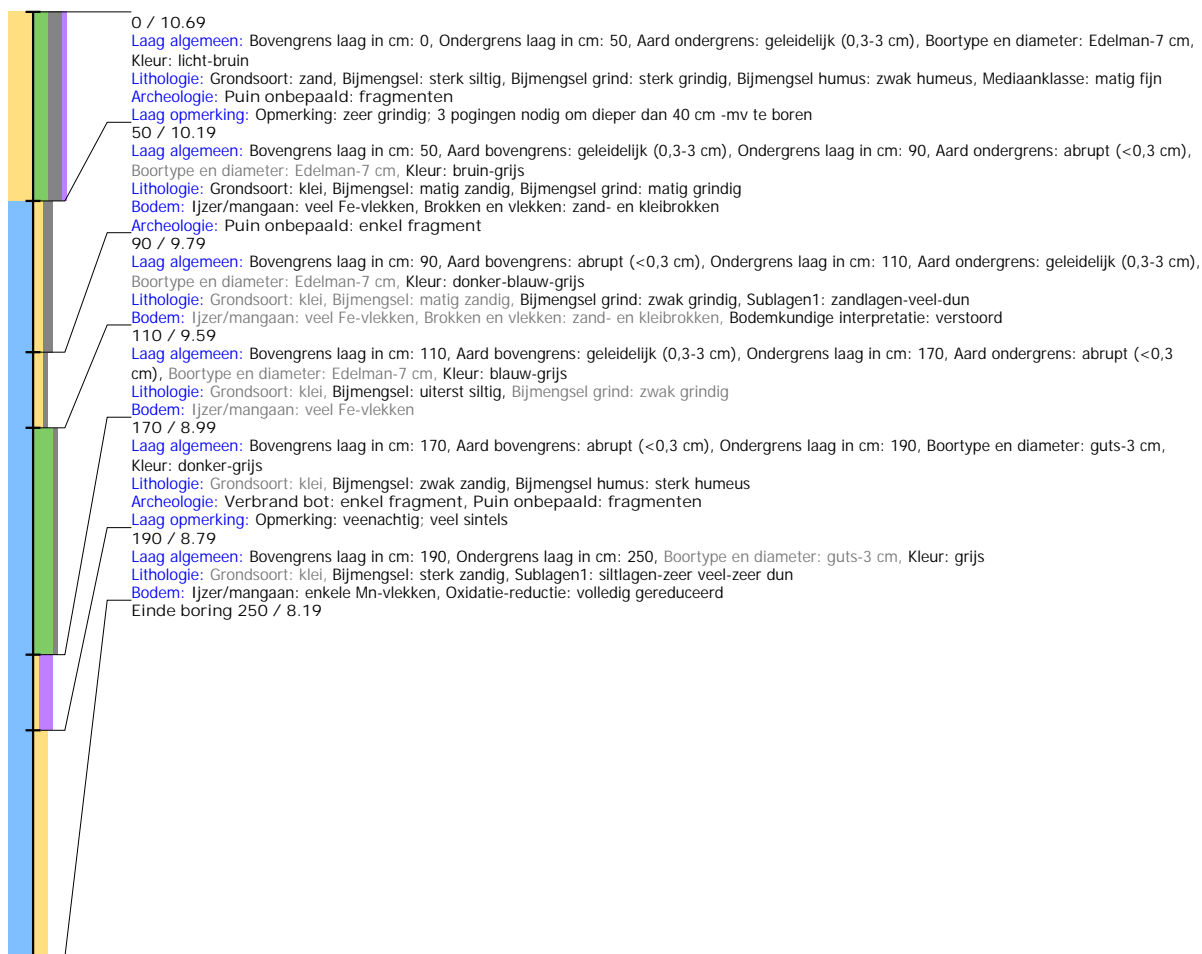 0 / 10.69
Laag algemeen: Bovengrens laag in cm: 0, Ondergrens laag in cm: 50, Aard ondergrens: geleidelijk (0,3-3 cm), Boortype en diameter: Edelman-7 cm,
Kleur: licht-bruin
Lithologie: Grondsoort: zand, Bijmengsel: sterk siltig, Bijmengsel grind: sterk grindig, Bijmengsel humus: zwak humeus, Mediaanklasse: matig fijn
Archeologie: Puin onbepaald: fragmenten
Laag opmerking: Opmerking: zeer grindig; 3 pogingen nodig om dieper dan 40 cm -mv te boren
50 / 10.19
Laag algemeen: Bovengrens laag in cm: 50, Aard bovengrens: geleidelijk (0,3-3 cm), Ondergrens laag in cm: 90, Aard ondergrens: abrupt (<0,3 cm),
Boortype en diameter: Edelman-7 cm, Kleur: bruin-grijs
Lithologie: Grondsoort: klei, Bijmengsel: matig zandig, Bijmengsel grind: matig grindig
Bodem: Ijzer/mangaan: veel Fe-vlekken, Brokken en vlekken: zand- en kleibrokken
Archeologie: Puin onbepaald: enkel fragment
90 / 9.79
Laag algemeen: Bovengrens laag in cm: 90, Aard bovengrens: abrupt (<0,3 cm), Ondergrens laag in cm: 110, Aard ondergrens: geleidelijk (0,3-3 cm),
Boortype en diameter: Edelman-7 cm, Kleur: donker-blauw-grijs
Lithologie: Grondsoort: klei, Bijmengsel: matig zandig, Bijmengsel grind: zwak grindig, Sublagen1: zandlagen-veel-dun
Bodem: Ijzer/mangaan: veel Fe-vlekken, Brokken en vlekken: zand- en kleibrokken, Bodemkundige interpretatie: verstoord
110 / 9.59
Laag algemeen: Bovengrens laag in cm: 110, Aard bovengrens: geleidelijk (0,3-3 cm), Ondergrens laag in cm: 170, Aard ondergrens: abrupt (<0,3
cm), Boortype en diameter: Edelman-7 cm, Kleur: blauw-grijs
Lithologie: Grondsoort: klei, Bijmengsel: uiterst siltig, Bijmengsel grind: zwak grindig
Bodem: Ijzer/mangaan: veel Fe-vlekken
170 / 8.99
Laag algemeen: Bovengrens laag in cm: 170, Aard bovengrens: abrupt (<0,3 cm), Ondergrens laag in cm: 190, Boortype en diameter: guts-3 cm,
Kleur: donker-grijs
Lithologie: Grondsoort: klei, Bijmengsel: zwak zandig, Bijmengsel humus: sterk humeus
Archeologie: Verbrand bot: enkel fragment, Puin onbepaald: fragmenten
Laag opmerking: Opmerking: veenachtig; veel sintels
190 / 8.79
Laag algemeen: Bovengrens laag in cm: 190, Ondergrens laag in cm: 250, Boortype en diameter: guts-3 cm, Kleur: grijs
Lithologie: Grondsoort: klei, Bijmengsel: sterk zandig, Sublagen1: siltlagen-zeer veel-zeer dun
Bodem: Ijzer/mangaan: enkele Mn-vlekken, Oxidatie-reductie: volledig gereduceerd
Einde boring 250 / 8.19